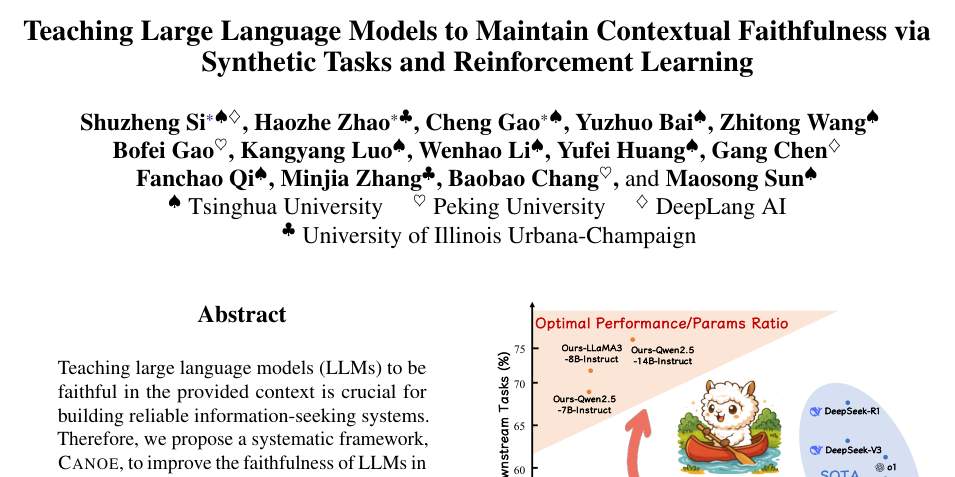 Teaching Large Language Models to Maintain Contextual Faithfulness via
Synthetic Tasks and Reinforcement Learning
Shuzheng Si*♠♢, Haozhe Zhao*♣, Cheng Gao*♠, Yuzhuo Bai♠, Zhitong Wang♠
Bofei Gao♡, Kangyang Luo♠, Wenhao Li♠, Yufei Huang♠, Gang Chen♢
Fanchao Qi♠, Minjia Zhang♣, Baobao Chang♡, and Maosong Sun♠
♠ Tsinghua University ♡ Peking University ♢ DeepLang AI
♣ University of Illinois Urbana-Champaign
Abstract
Teaching large language models (LLMs) to be
faithful in the provided context is crucial for
building reliable information-seeking systems.
Therefore, we propose a systematic framework,
CANOE, to improve the faithfulness of LLMs in
Optimal Performance/Params Ratio
75
70
65
60
wnstream Tasks (%)
Ours-LLaMA3
-8B-Instruct
Ours-Qwen2.5
-14B-Instruct
Ours-Qwen2.5
-7B-Instruct
DeepSeek-R1
DeepSeek-V3
o1
SOTA